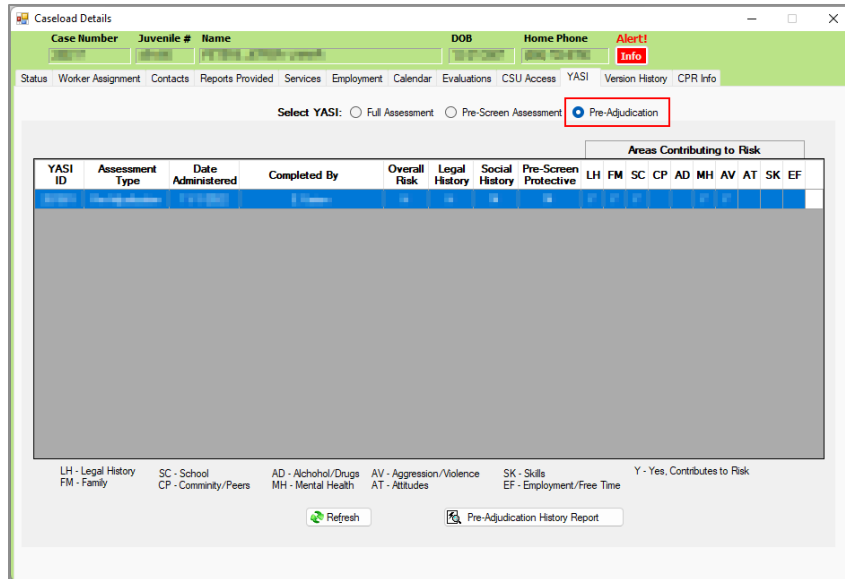 Caseload Details
Case Number Juvenile # Name DOB Home Phone Alert!
Info
Status Worker Assignment Contacts Reports Provided Services Employment Calendar Evaluations CSU Access YASI Version History CPR Info
Select YASI: Full Assessment Pre-Screen Assessment Pre-Adjudication
Areas Contributing to Risk
YASI ID Assessment Type Date Administered Completed By Overall Risk Legal History Social History Pre-Screen Protective LH FM SC CP AD MH AV AT SK EF
LH - Legal History SC - School AD - Alchohol/Drugs AV - Aggression/Violence SK - Skills Y - Yes, Contributes to Risk
FM - Family CP - Comminity/Peers MH - Mental Health AT - Attitudes EF - Employment/Free Time
Refresh Pre-Adjudication History Report